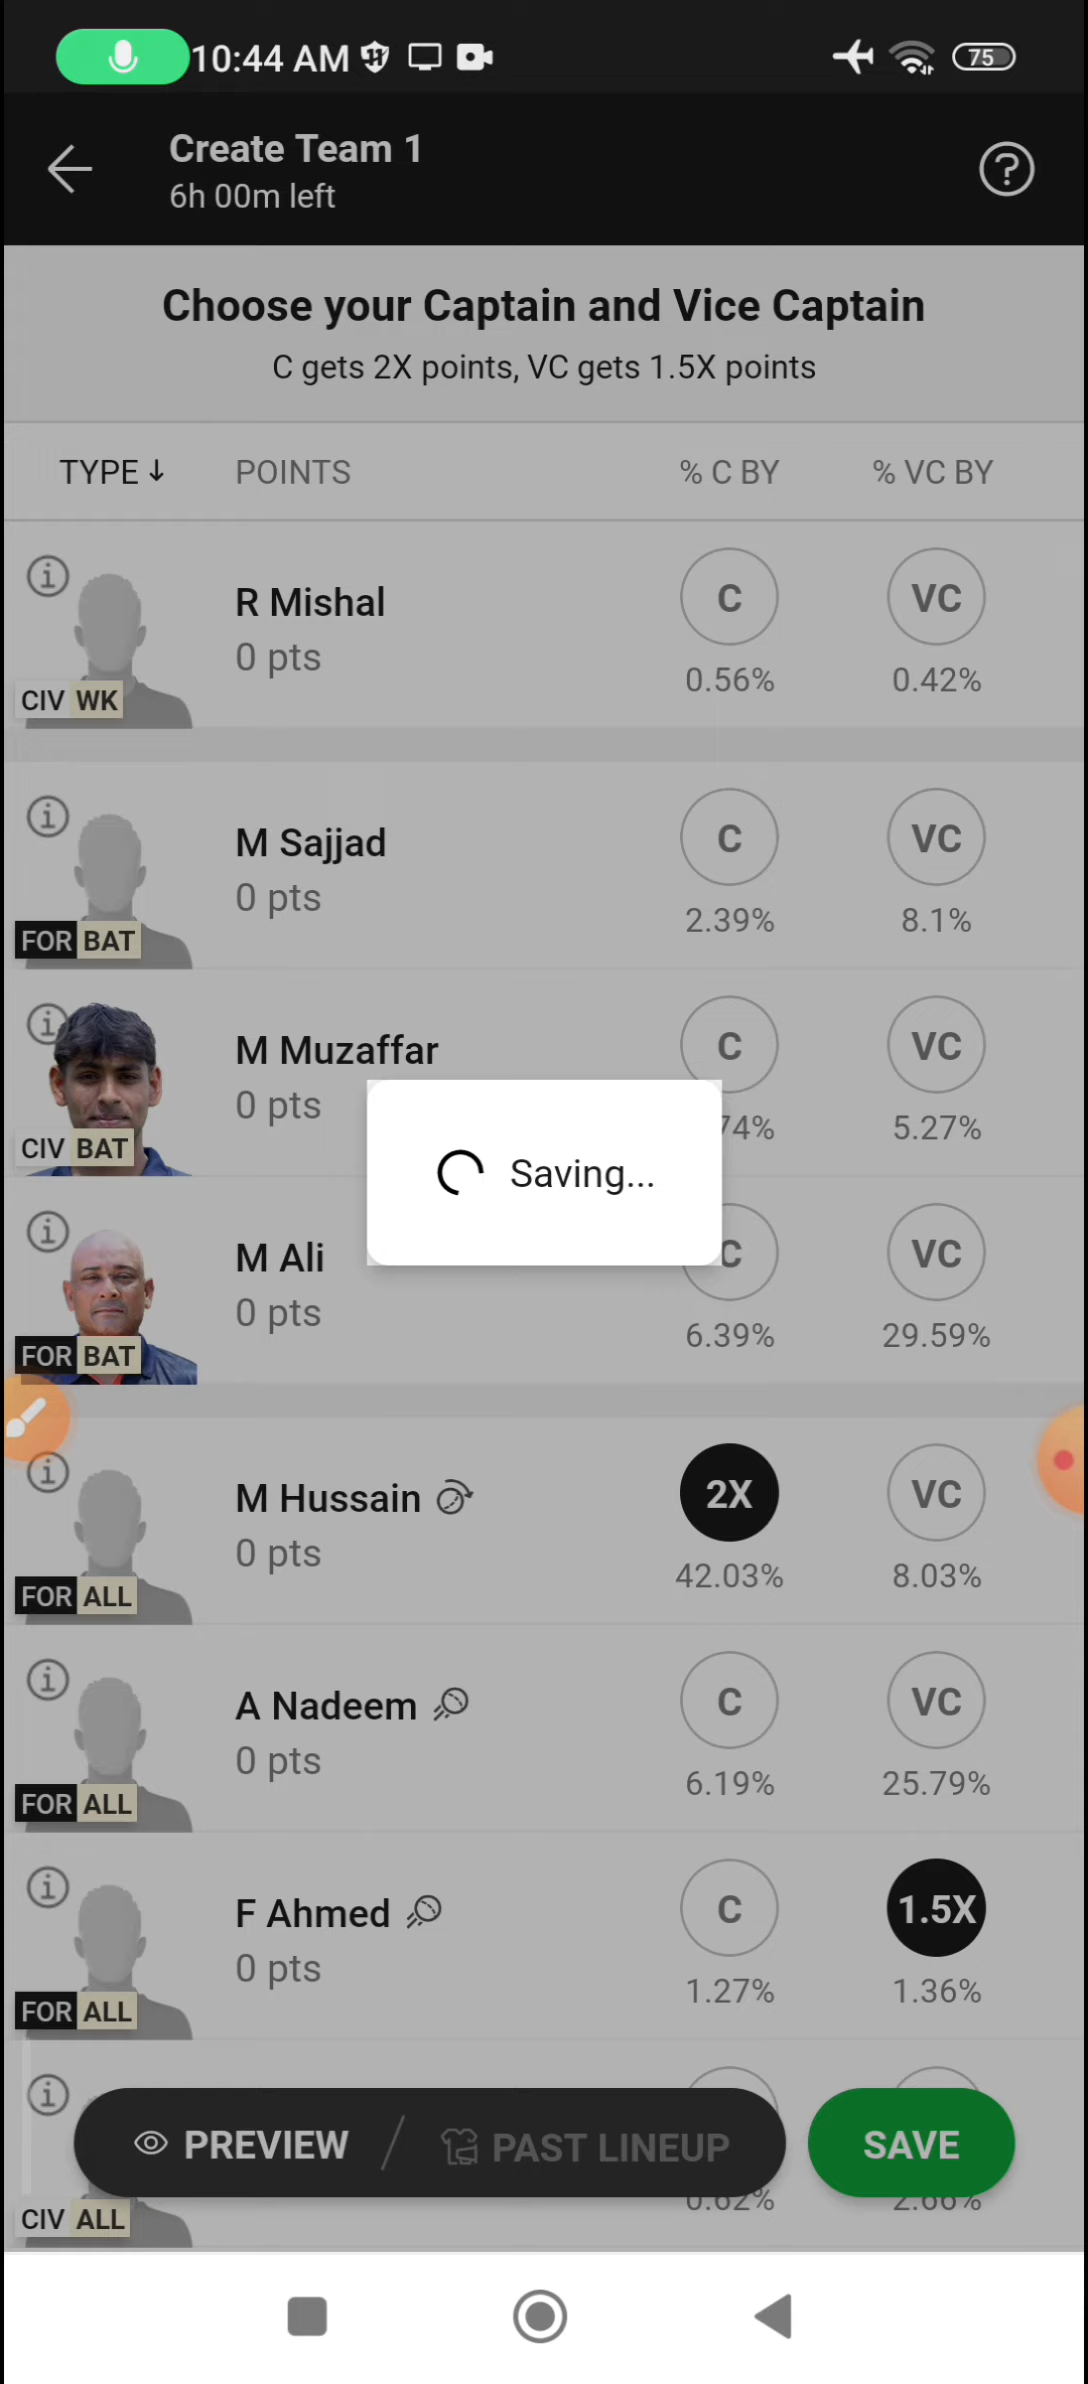 10:44 AM 75
Create Team 1
6h 00m left
Choose your Captain and Vice Captain
C gets 2X points, VC gets 1.5X points
TYPE↓ POINTS % C BY % VC BY
R Mishal C VC
0 pts
0.56% 0.42%
CIV WK
M Sajjad C VC
0 pts
2.39% 8.1%
FOR BAT
M Muzaffar C VC
0 pts
74% 5.27%
CIV BAT
Saving...
M Ali C VC
0 pts
6.39% 29.59%
FOR BAT
M Hussain 2X VC
0 pts
42.03% 8.03%
FOR ALL
A Nadeem C VC
0 pts
6.19% 25.79%
FOR ALL
F Ahmed C 1.5X
0 pts
1.27% 1.36%
FOR ALL
PREVIEW / PAST LINEUP SAVE
0.62% 2.66%
CIV ALL